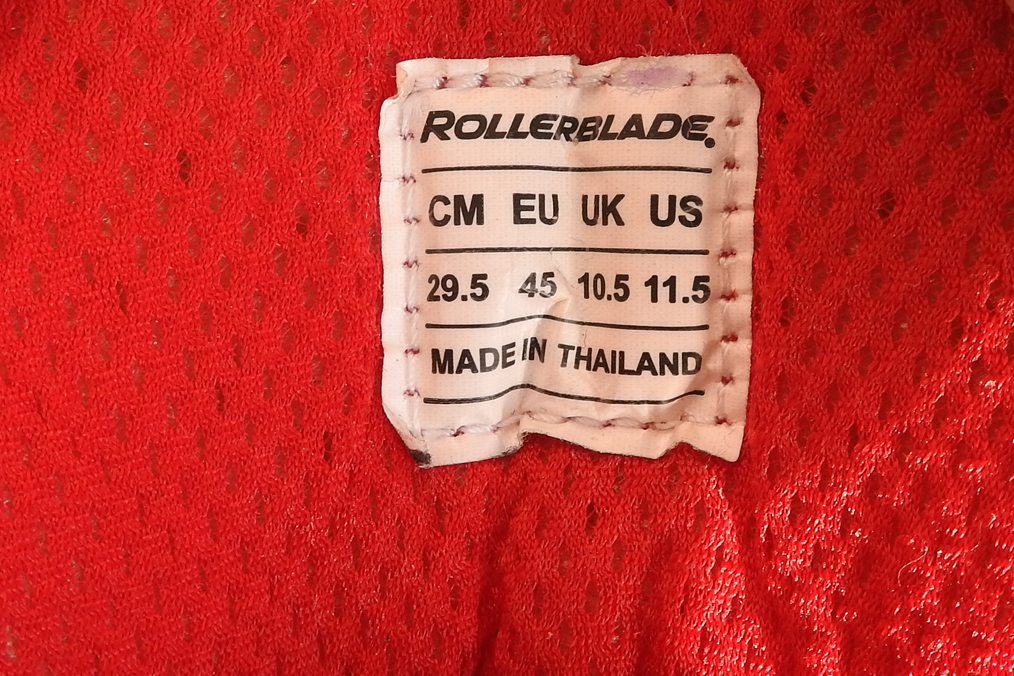 ROLLERBLADE.
CM EU UK US
29.5 45 10.5 11.5
MADE IN THAILAND